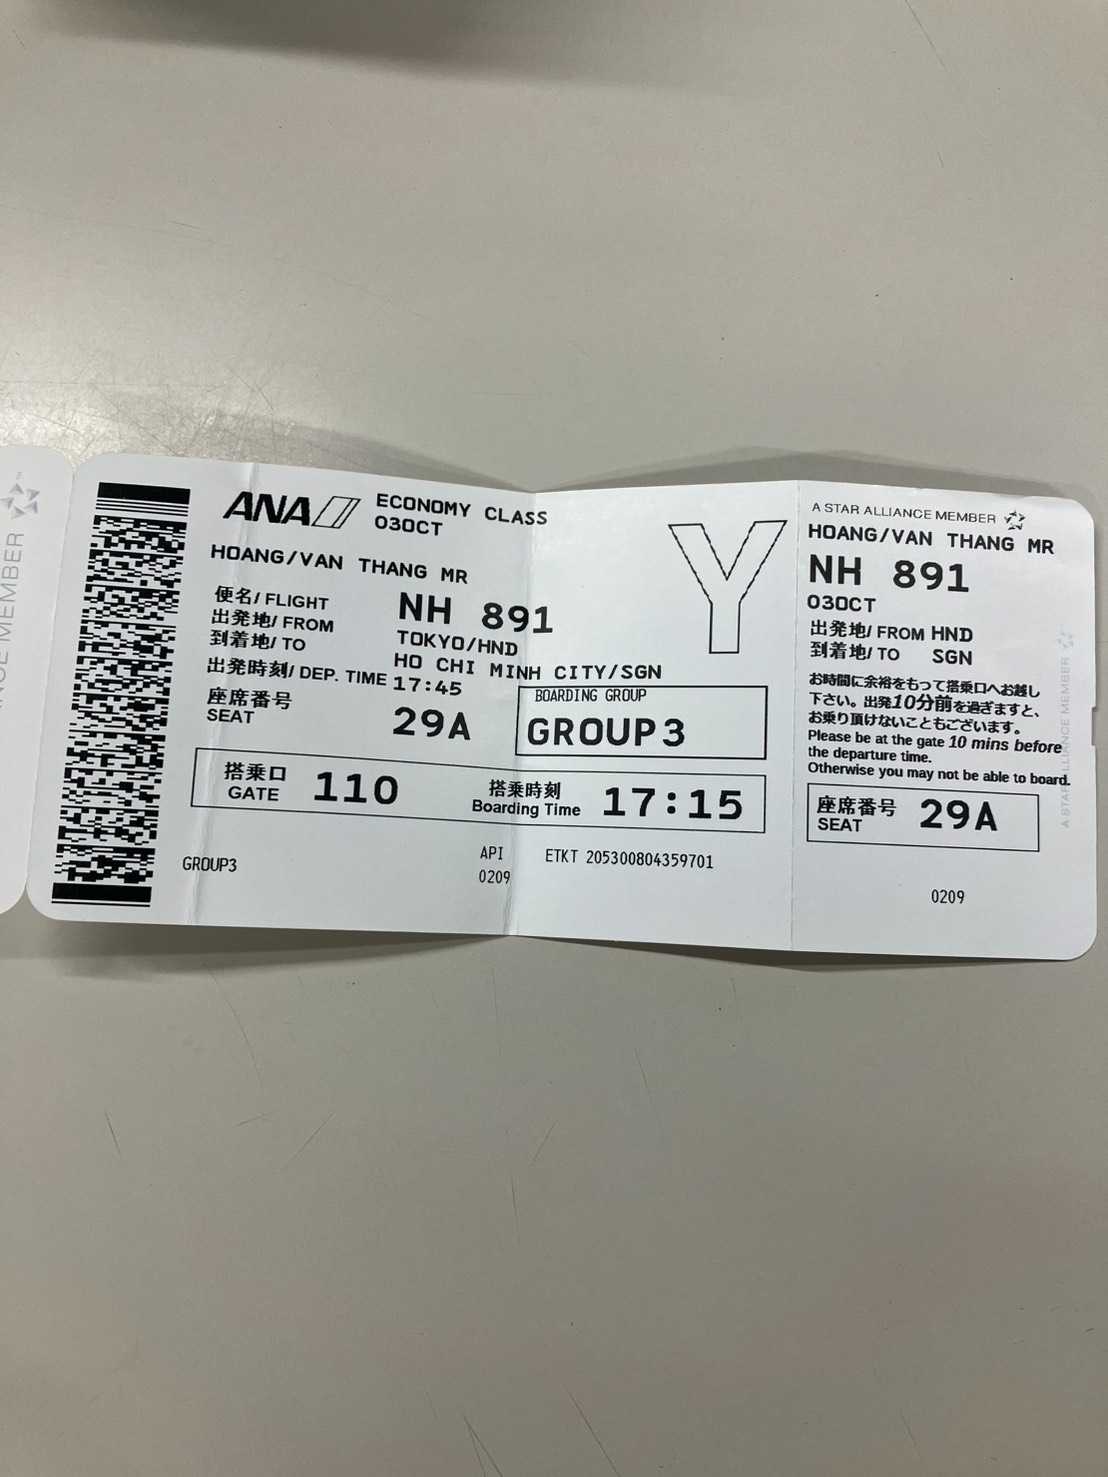 ANA
ECONOMY CLASS
03OCT
HOANG/VAN THANG MR
便名/ FLIGHT NH 891
出発地/ FROM TOKYO/HND
到着地/ TO HO CHI MINH CITY/SGN
出発時刻/ DEP. TIME 17:45
座席番号
SEAT 29A
BOARDING GROUP
GROUP3
Y
搭乗口
GATE 110
搭乗時刻
Boarding Time 17:15
GROUP3
API
0209
ETKT 205300804359701
A STAR ALLIANCE MEMBER
HOANG/VAN THANG MR
NH 891
03OCT
出発地/ FROM HND
到着地/ TO SGN
お時間に余裕をもって搭乗口へお越し
下さい。出発10分前を過ぎますと、
お乗り頂けないこともございます。
Please be at the gate 10 mins before
the departure time.
Otherwise you may not be able to board.
座席番号
SEAT 29A
0209
A STAR ALLIANCE MEMBER
MEMBER